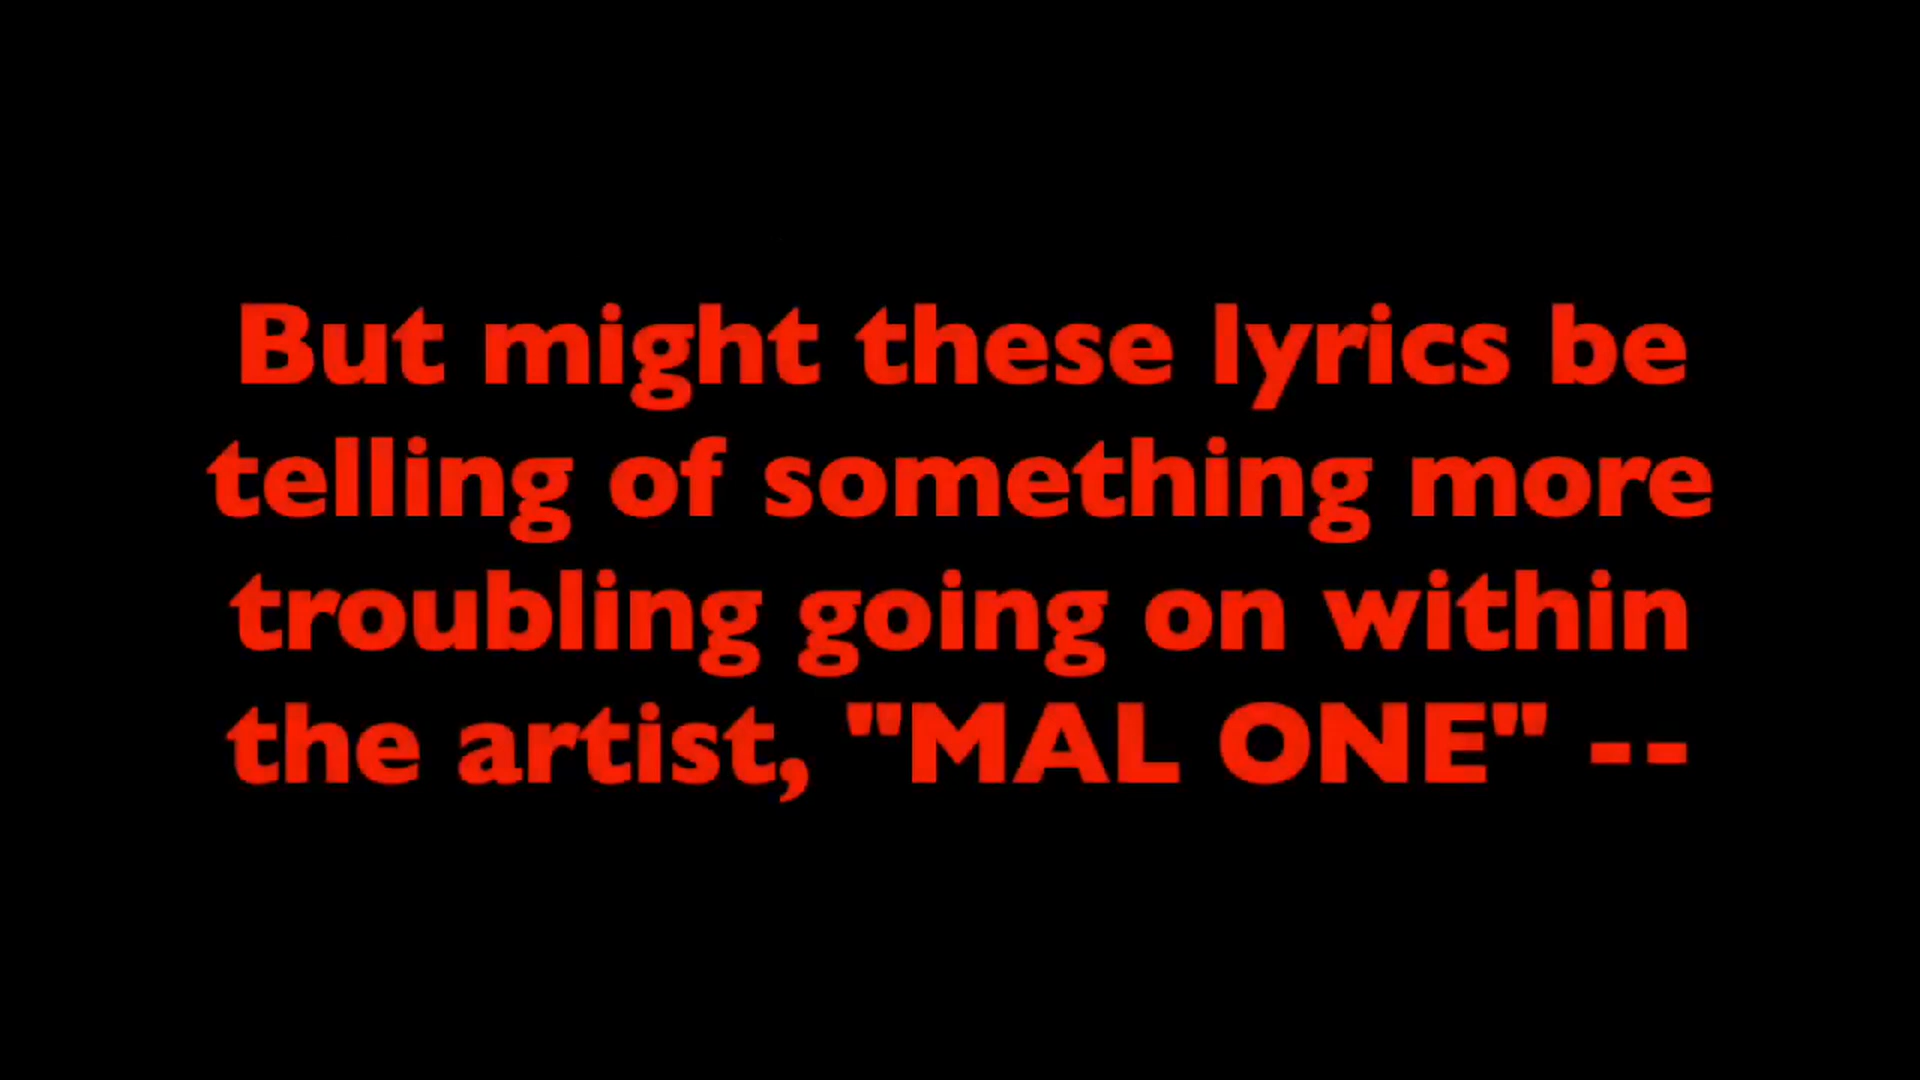 But might these lyrics be
telling of something more
troubling going on within
the artist, "MAL ONE" --